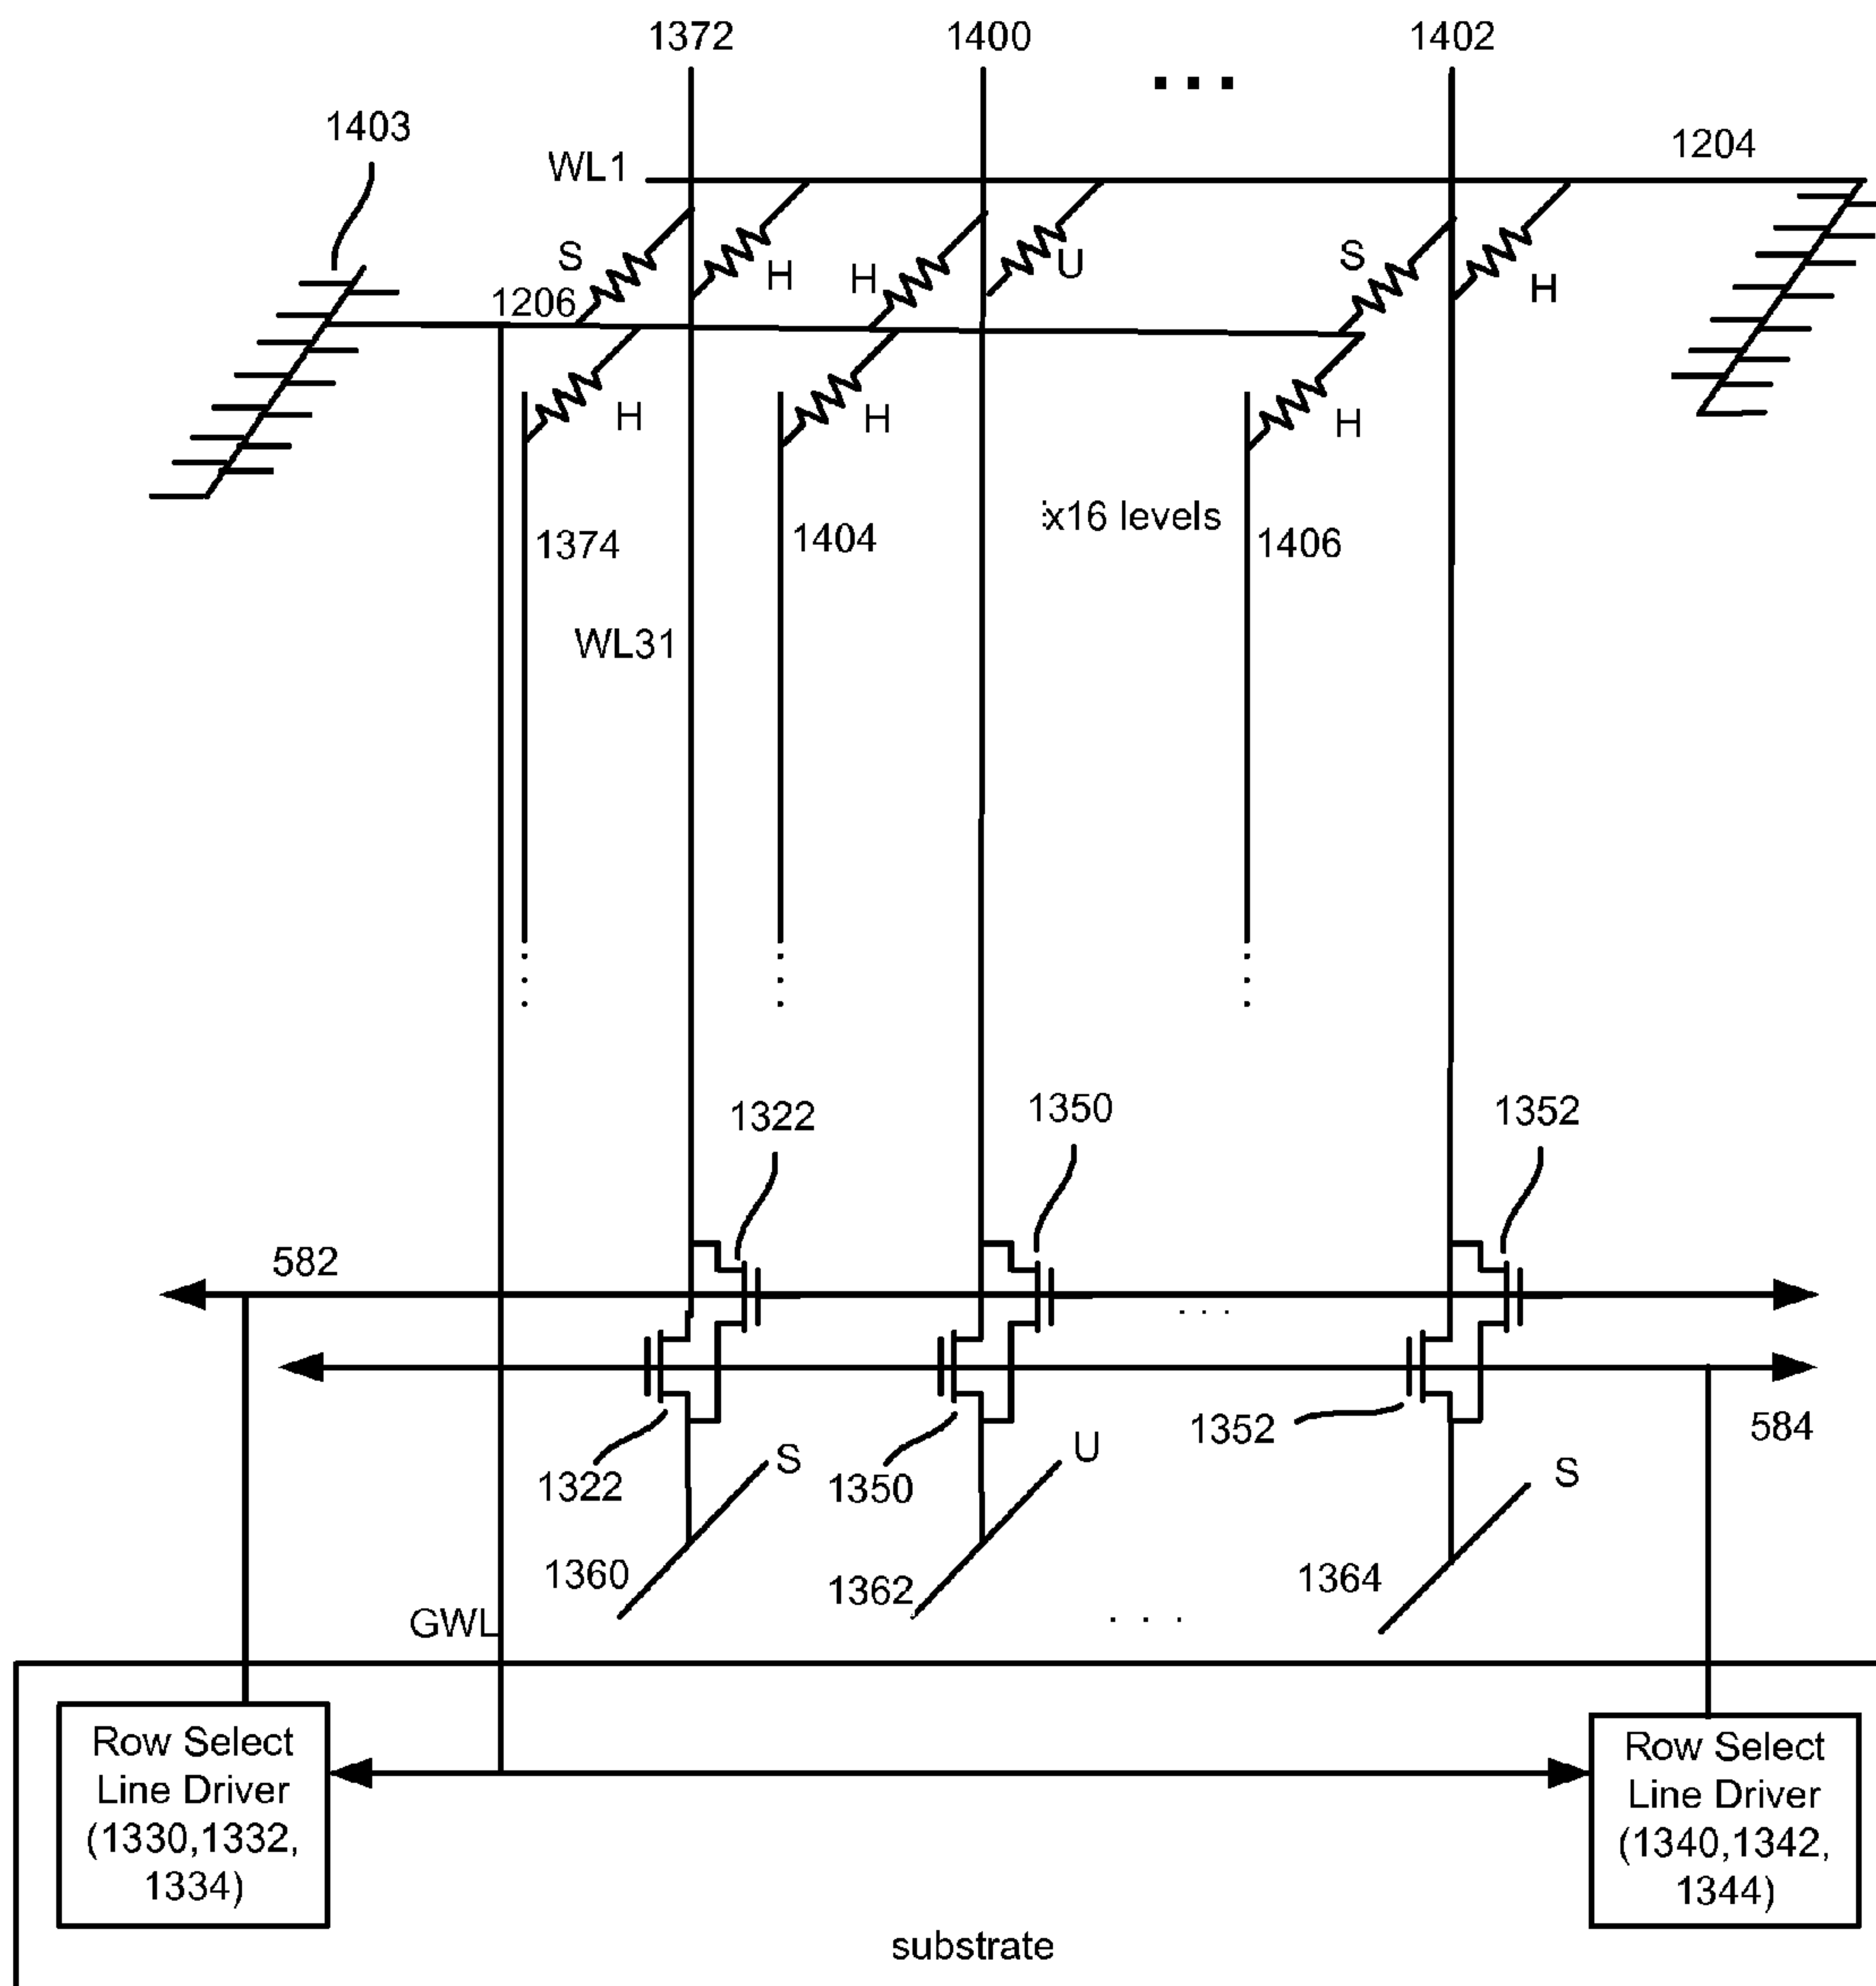 1372
1400
1402
. . .
1403
WL1
1204
S
H
H
U
S
H
1206
H
H
H
1374
1404
:x16 levels
1406
WL31
1322
1350
1352
582
. . .
584
1322
1350
1352
S
U
S
1360
1362
1364
. . .
GWL
Row Select
Line Driver
(1330,1332,
1334)
Row Select
Line Driver
(1340,1342,
1344)
substrate